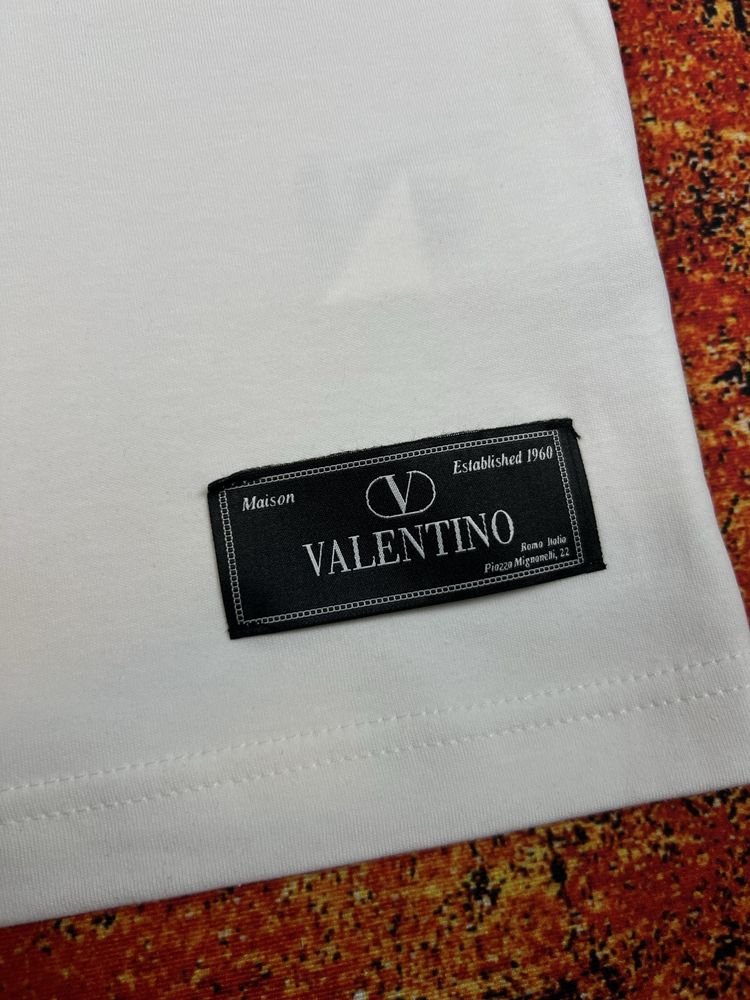 Maison
Established 1960
V
VALENTINO
Roma Italia
Piazza Mignanelli, 22